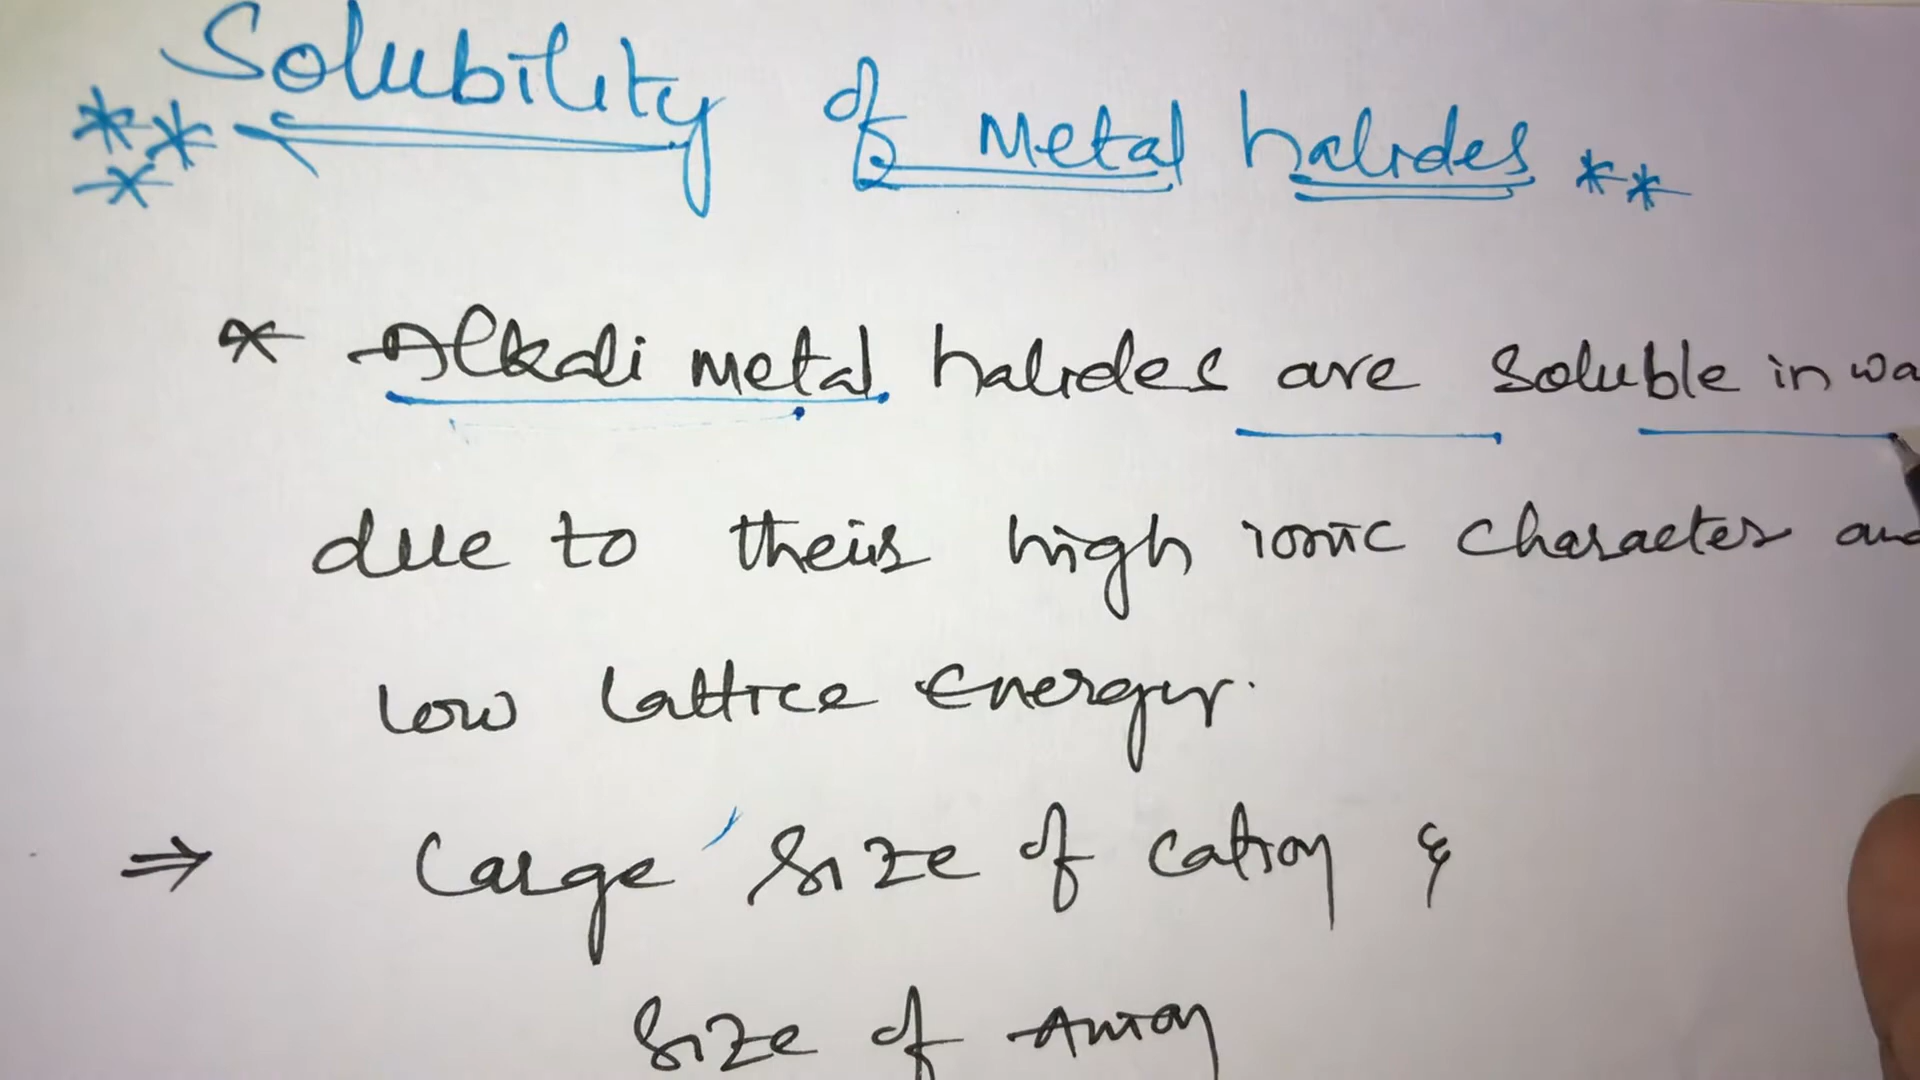 Solubility of Metal halides
* Alkali metal halides are soluble in wa
due to their high ionic character and
low lattice energy.
⇒ Large size of cation &
size of Anion